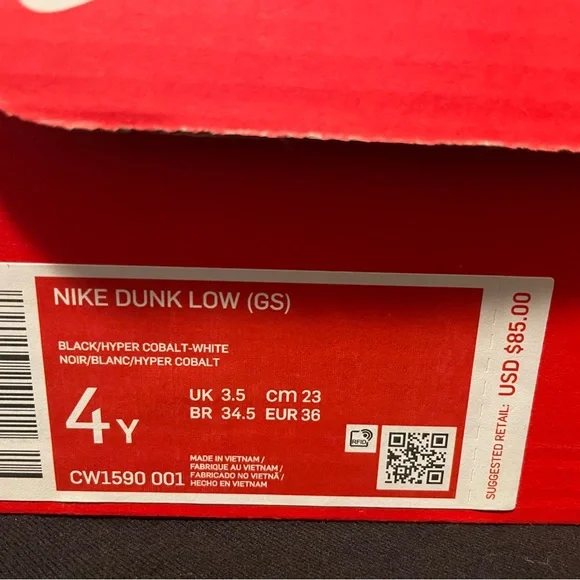 NIKE DUNK LOW (GS)
BLACK/HYPER COBALT-WHITE
NOIR/BLANC/HYPER COBALT
4Y
UK 3.5 cm 23
BR 34.5 EUR 36
RFID
CW1590 001
MADE IN VIETNAM /
FABRIQUE AU VIETNAM /
FABRICADO NO VIETNÃ /
HECHO EN VIETNAM
SUGGESTED RETAIL: USD $85.00